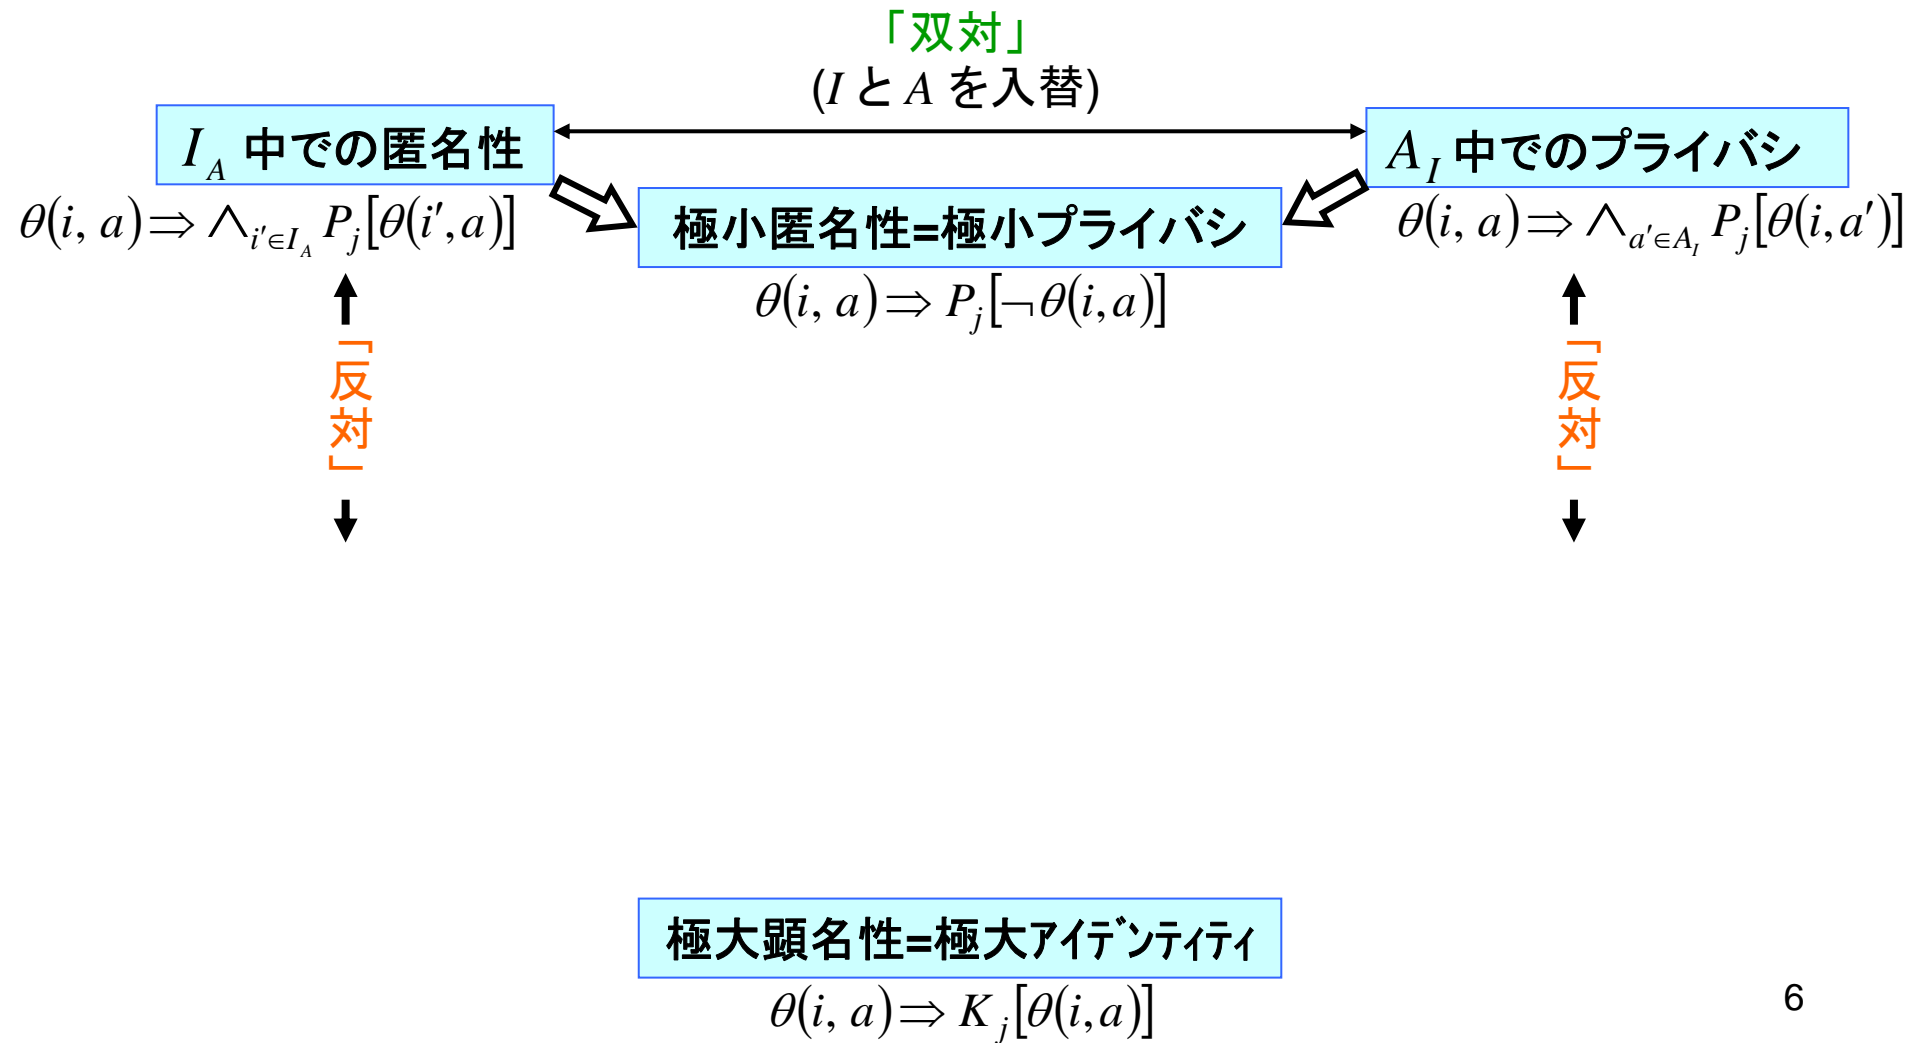 「双対」
(I と A を入替)
I_A 中での匿名性
A_I 中でのプライバシ
θ(i, a) ⇒ ∧_{i′∈I_A} P_j[θ(i′,a)]
極小匿名性=極小プライバシ
θ(i, a) ⇒ ∧_{a′∈A_I} P_j[θ(i,a′)]
θ(i, a) ⇒ P_j[¬θ(i,a)]
「反対」
「反対」
極大顕名性=極大ｱｲﾃﾞﾝﾃｨﾃｨ
θ(i, a) ⇒ K_j[θ(i,a)]
6